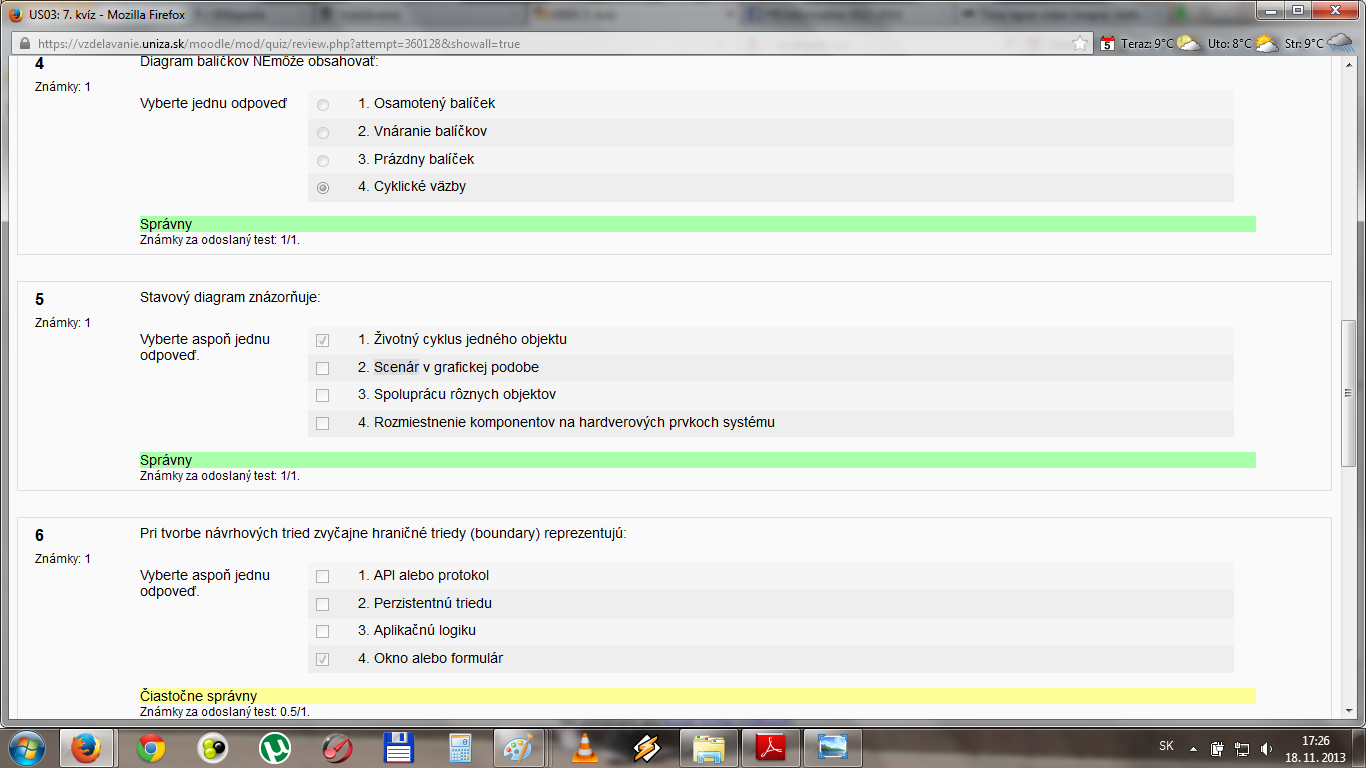 US03: 7. kvíz - Mozilla Firefox
https://vzdelavanie.uniza.sk/moodle/mod/quiz/review.php?attempt=360128&showall=true
5 Teraz: 9°C Uto: 8°C Str: 9°C
4 Diagram balíčkov NEmôže obsahovať:
Známky: 1
Vyberte jednu odpoveď
1. Osamotený balíček
2. Vnáranie balíčkov
3. Prázdny balíček
4. Cyklické väzby
Správny
Známky za odoslaný test: 1/1.
5 Stavový diagram znázorňuje:
Známky: 1
Vyberte aspoň jednu
odpoveď.
1. Životný cyklus jedného objektu
2. Scenár v grafickej podobe
3. Spoluprácu rôznych objektov
4. Rozmiestnenie komponentov na hardverových prvkoch systému
Správny
Známky za odoslaný test: 1/1.
6 Pri tvorbe návrhových tried zvyčajne hraničné triedy (boundary) reprezentujú:
Známky: 1
Vyberte aspoň jednu
odpoveď.
1. API alebo protokol
2. Perzistentnú triedu
3. Aplikačnú logiku
4. Okno alebo formulár
Čiastočne správny
Známky za odoslaný test: 0.5/1.
SK
17:26
18. 11. 2013